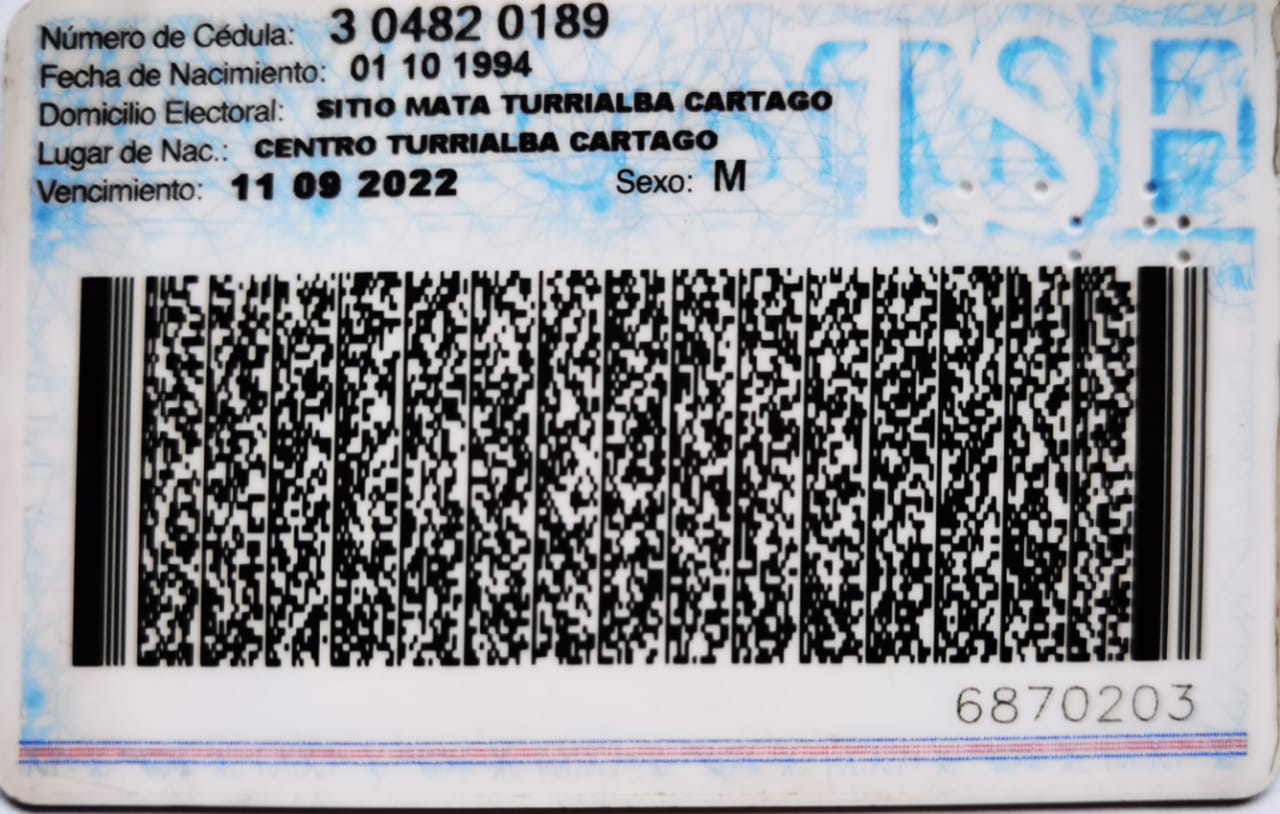 Número de Cédula: 3 0482 0189
Fecha de Nacimiento: 01 10 1994
Domicilio Electoral: SITIO MATA TURRIALBA CARTAGO
Lugar de Nac.: CENTRO TURRIALBA CARTAGO
Vencimiento: 11 09 2022 Sexo: M
TSE
6870203